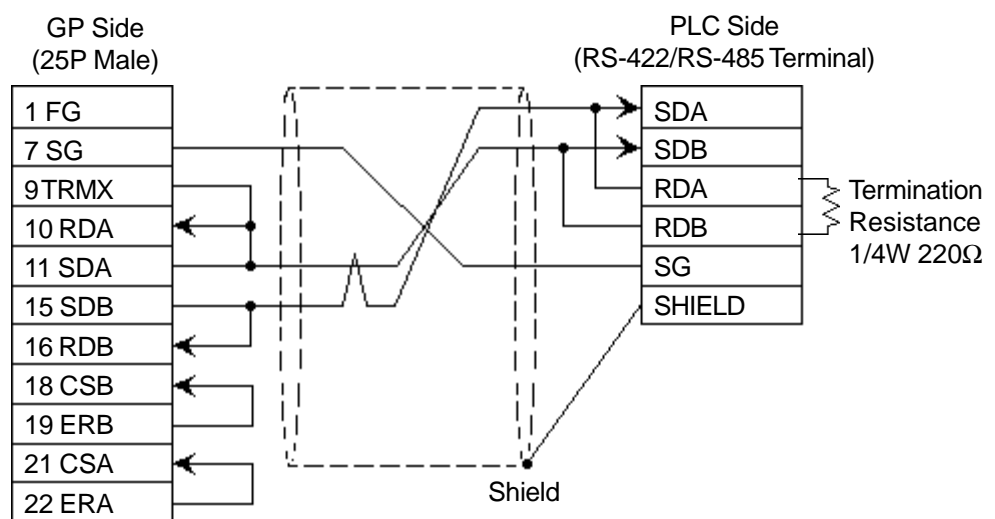 GP Side
(25P Male)
1 FG
7 SG
9TRMX
10 RDA
11 SDA
15 SDB
16 RDB
18 CSB
19 ERB
21 CSA
22 ERA
Shield
PLC Side
(RS-422/RS-485 Terminal)
SDA
SDB
RDA
RDB
SG
SHIELD
Termination
Resistance
1/4W 220Ω